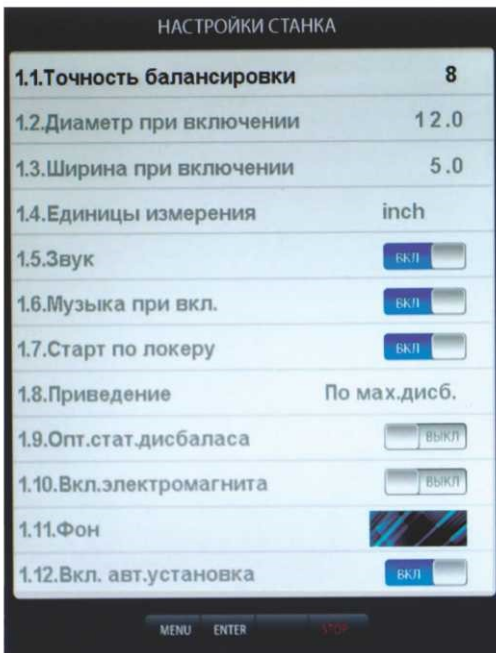 НАСТРОЙКИ СТАНКА
1.1.Точность балансировки 8
1.2.Диаметр при включении 12.0
1.3.Ширина при включении 5.0
1.4.Единицы измерения inch
1.5.Звук ВКЛ
1.6.Музыка при вкл. ВКЛ
1.7.Старт по локеру ВКЛ
1.8.Приведение По мах.дисб.
1.9.Опт.стат.дисбаласа ВЫКЛ
1.10.Вкл.электромагнита ВЫКЛ
1.11.Фон
1.12.Вкл. авт.установка ВКЛ
MENU ENTER STOP